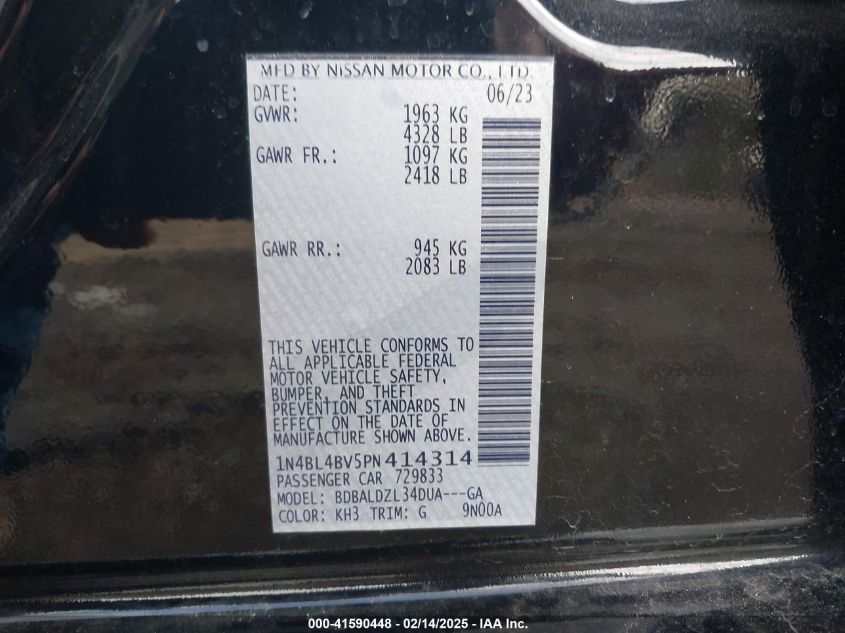 MFD BY NISSAN MOTOR CO., LTD.
DATE: 06/23
GVWR: 1963 KG
4328 LB
GAWR FR.: 1097 KG
2418 LB
GAWR RR.: 945 KG
2083 LB
THIS VEHICLE CONFORMS TO
ALL APPLICABLE FEDERAL
MOTOR VEHICLE SAFETY,
BUMPER, AND THEFT
PREVENTION STANDARDS IN
EFFECT ON THE DATE OF
MANUFACTURE SHOWN ABOVE.
1N4BL4BV5PN414314
PASSENGER CAR 729833
MODEL: BDBALDZL34DUA---GA
COLOR: KH3 TRIM: G 9N00A
000-41590448 - 02/14/2025 - IAA Inc.